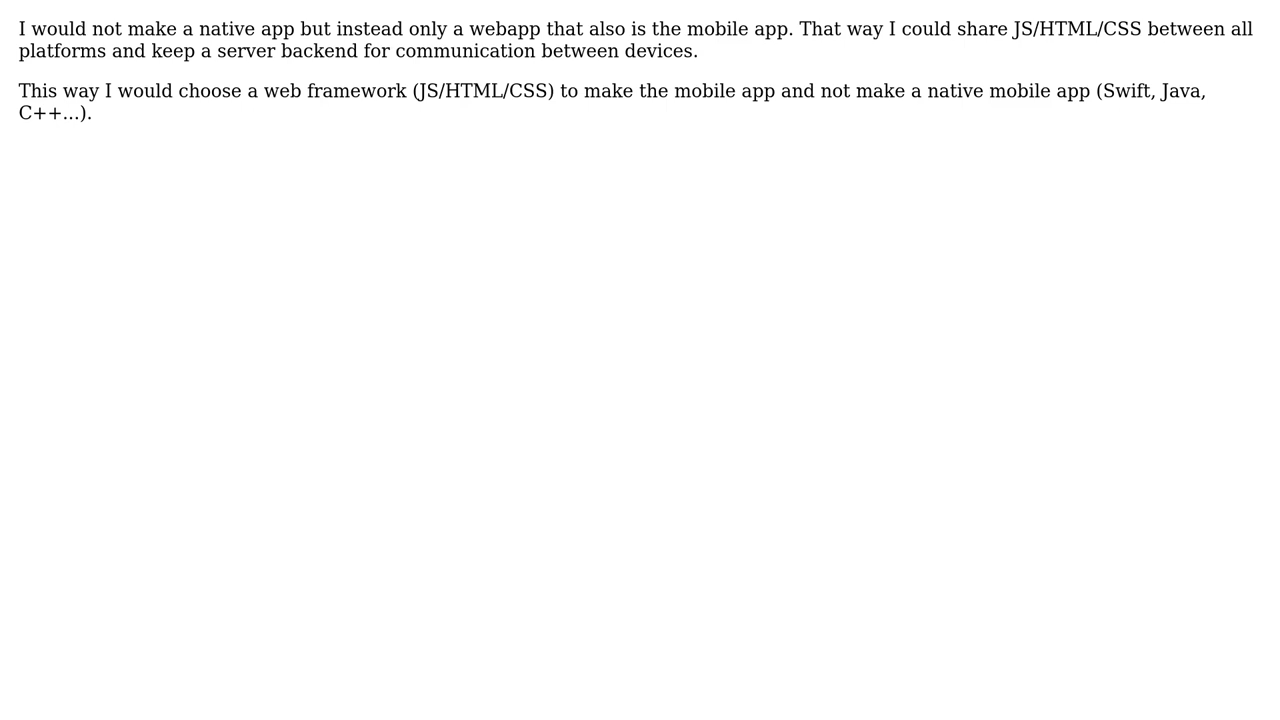 I would not make a native app but instead only a webapp that also is the mobile app. That way I could share JS/HTML/CSS between all
platforms and keep a server backend for communication between devices.
This way I would choose a web framework (JS/HTML/CSS) to make the mobile app and not make a native mobile app (Swift, Java,
C++...).